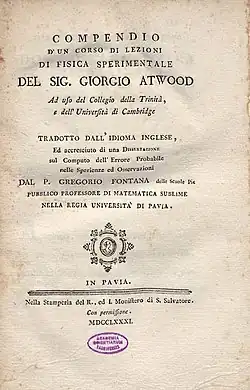 COMPENDIO
D'UN CORSO DI LEZIONI
DI FISICA SPERIMENTALE
DEL SIG. GIORGIO ATWOOD
Ad uso del Collegio della Trinità,
e dell'Università di Cambidge
TRADOTTO DALL'IDIOMA INGLESE,
Ed accresciuto di una DISSERTAZIONE
sul Computo dell'Errore Probabile
nelle Sperienze ed Osservazioni
DAL P. GREGORIO FONTANA delle Scuole Pie
PUBBLICO PROFESSORE DI MATEMATICA SUBLIME
NELLA REGIA UNIVERSITA' DI PAVIA.
IN PAVIA.
Nella Stamperia del R., ed I. Monistero di S. Salvatore.
Con permissione.
MDCCLXXXI.